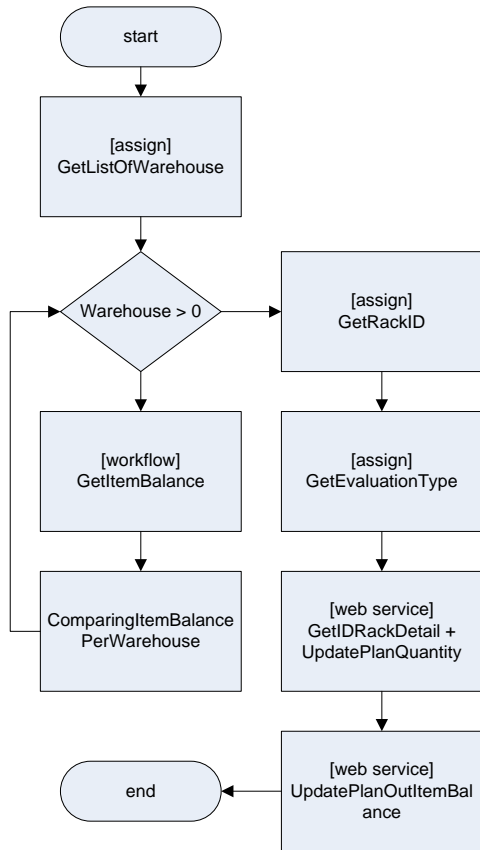 start
[assign]
GetListOfWarehouse
Warehouse > 0
[assign]
GetRackID
[workflow]
GetItemBalance
[assign]
GetEvaluationType
ComparingItemBalance
PerWarehouse
[web service]
GetIDRackDetail +
UpdatePlanQuantity
[web service]
UpdatePlanOutItemBal
ance
end